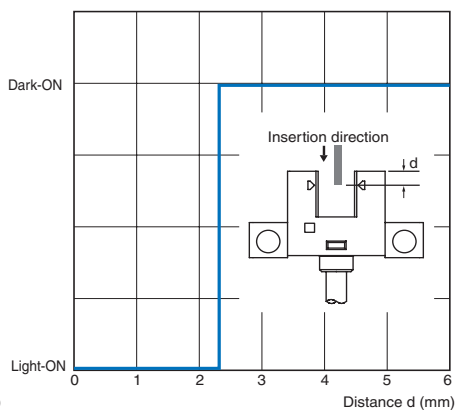 Dark-ON
Insertion direction
d
Light-ON
0 1 2 3 4 5 6
Distance d (mm)